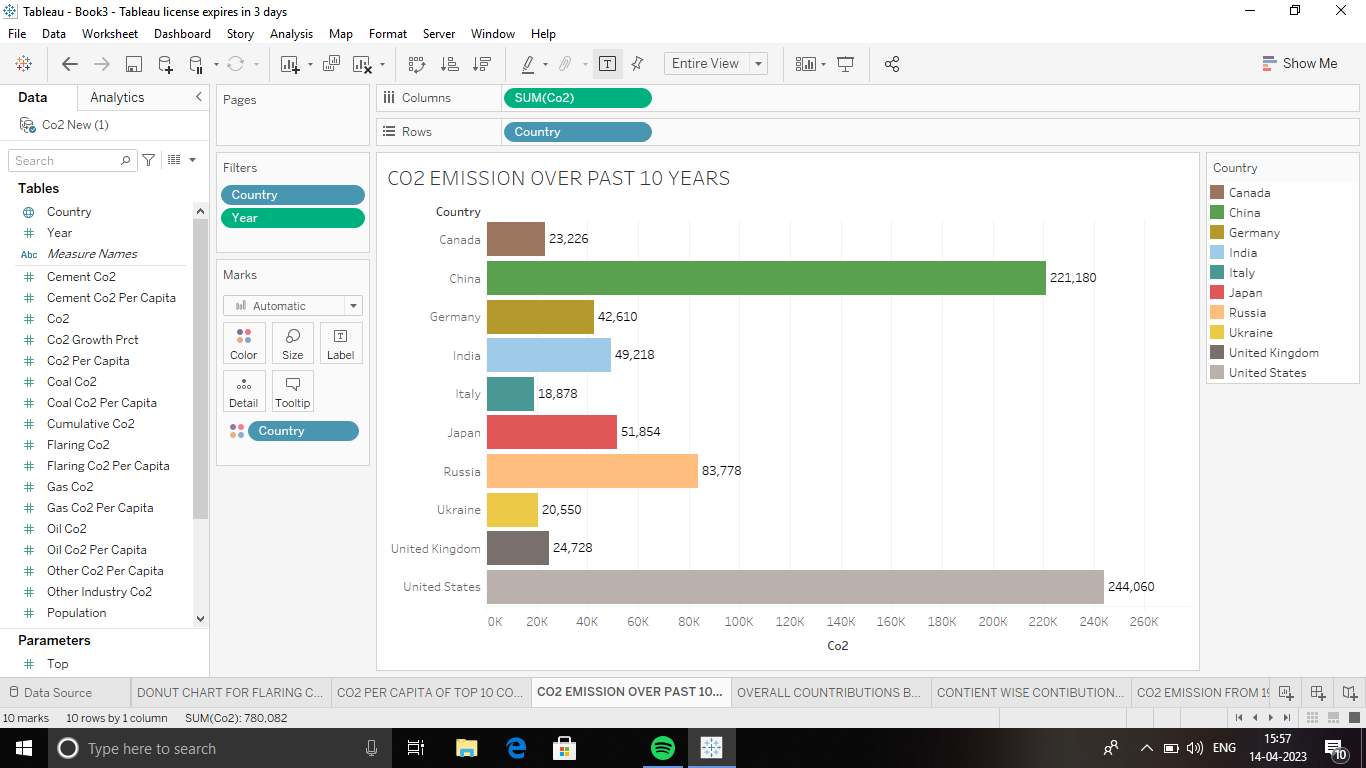 Tableau - Book3 - Tableau license expires in 3 days
File Data Worksheet Dashboard Story Analysis Map Format Server Window Help
Entire View
Show Me
Data Analytics
Co2 New (1)
Search
Tables
Country
Year
Abc Measure Names
Cement Co2
Cement Co2 Per Capita
Co2
Co2 Growth Prct
Co2 Per Capita
Coal Co2
Coal Co2 Per Capita
Cumulative Co2
Flaring Co2
Flaring Co2 Per Capita
Gas Co2
Gas Co2 Per Capita
Oil Co2
Oil Co2 Per Capita
Other Co2 Per Capita
Other Industry Co2
Population
Parameters
Top
Pages
Filters
Country
Year
Marks
Automatic
Color Size Label
Detail Tooltip
Country
Columns SUM(Co2)
Rows Country
CO2 EMISSION OVER PAST 10 YEARS
Country
Canada 23,226
China 221,180
Germany 42,610
India 49,218
Italy 18,878
Japan 51,854
Russia 83,778
Ukraine 20,550
United Kingdom 24,728
United States 244,060
0K 20K 40K 60K 80K 100K 120K 140K 160K 180K 200K 220K 240K 260K
Co2
Country
Canada
China
Germany
India
Italy
Japan
Russia
Ukraine
United Kingdom
United States
Data Source DONUT CHART FOR FLARING C... CO2 PER CAPITA OF TOP 10 CO... CO2 EMISSION OVER PAST 10... OVERALL COUNTRIBUTIONS B... CONTIENT WISE CONTIBUTION... CO2 EMISSION FROM 19
10 marks 10 rows by 1 column SUM(Co2): 780,082
Type here to search
ENG
15:57
14-04-2023
10